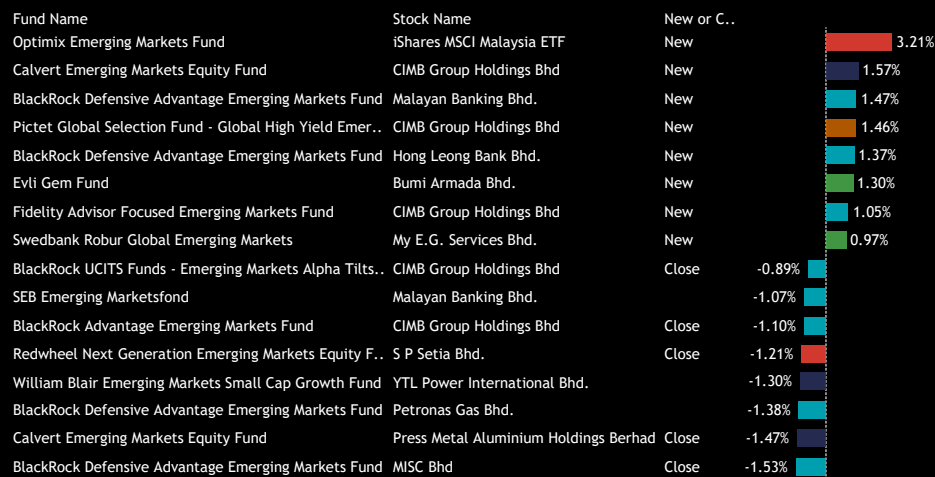 Fund Name Stock Name New or C..
Optimix Emerging Markets Fund iShares MSCI Malaysia ETF New 3.21%
Calvert Emerging Markets Equity Fund CIMB Group Holdings Bhd New 1.57%
BlackRock Defensive Advantage Emerging Markets Fund Malayan Banking Bhd. New 1.47%
Pictet Global Selection Fund - Global High Yield Emer.. CIMB Group Holdings Bhd New 1.46%
BlackRock Defensive Advantage Emerging Markets Fund Hong Leong Bank Bhd. New 1.37%
Evli Gem Fund Bumi Armada Bhd. New 1.30%
Fidelity Advisor Focused Emerging Markets Fund CIMB Group Holdings Bhd New 1.05%
Swedbank Robur Global Emerging Markets My E.G. Services Bhd. New 0.97%
BlackRock UCITS Funds - Emerging Markets Alpha Tilts.. CIMB Group Holdings Bhd Close -0.89%
SEB Emerging Marketsfond Malayan Banking Bhd. -1.07%
BlackRock Advantage Emerging Markets Fund CIMB Group Holdings Bhd Close -1.10%
Redwheel Next Generation Emerging Markets Equity F.. S P Setia Bhd. Close -1.21%
William Blair Emerging Markets Small Cap Growth Fund YTL Power International Bhd. -1.30%
BlackRock Defensive Advantage Emerging Markets Fund Petronas Gas Bhd. -1.38%
Calvert Emerging Markets Equity Fund Press Metal Aluminium Holdings Berhad Close -1.47%
BlackRock Defensive Advantage Emerging Markets Fund MISC Bhd Close -1.53%